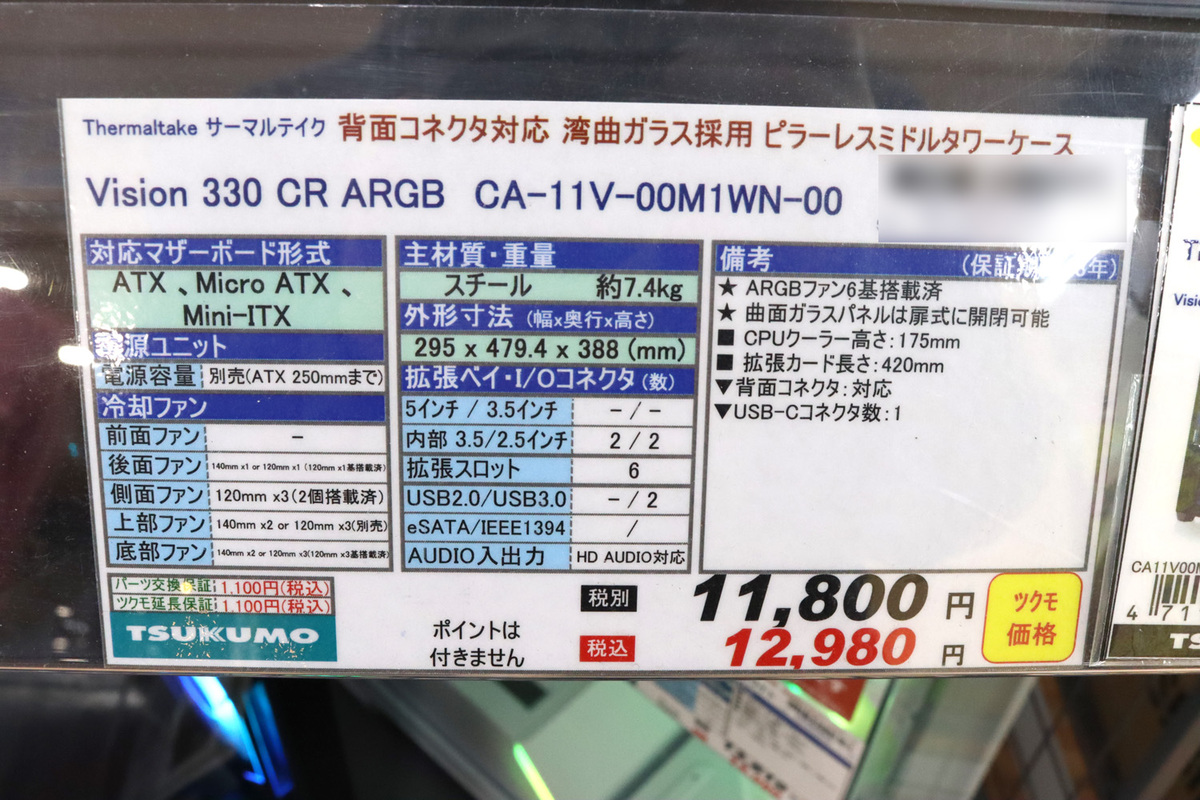 Thermaltake サーマルテイク 背面コネクタ対応 湾曲ガラス採用 ピラーレスミドルタワーケース
Vision 330 CR ARGB CA-11V-00M1WN-00
対応マザーボード形式
ATX 、Micro ATX 、
Mini-ITX
電源ユニット
電源容量 別売(ATX 250mmまで)
冷却ファン
前面ファン -
後面ファン 140mm x1 or 120mm x1 (120mm x1基搭載済)
側面ファン 120mm x3(2個搭載済)
上部ファン 140mm x2 or 120mm x3(別売)
底部ファン 140mm x2 or 120mm x3(120mm x3基搭載済)
主材質・重量
スチール 約7.4kg
外形寸法 (幅x奥行x高さ)
295 x 479.4 x 388 (mm)
拡張ベイ・I/Oコネクタ (数)
5インチ / 3.5インチ - / -
内部 3.5/2.5インチ 2 / 2
拡張スロット 6
USB2.0/USB3.0 - / 2
eSATA/IEEE1394 /
AUDIO入出力 HD AUDIO対応
備考 (保証 年)
★ ARGBファン6基搭載済
★ 曲面ガラスパネルは扉式に開閉可能
■ CPUクーラー高さ:175mm
■ 拡張カード長さ:420mm
▼背面コネクタ:対応
▼USB-Cコネクタ数:1
パーツ交換保証 1,100円(税込)
ツクモ延長保証 1,100円(税込)
TSUKUMO
ポイントは
付きません
税別 11,800 円
税込 12,980 円
ツクモ
価格
CA11V00M
4 71